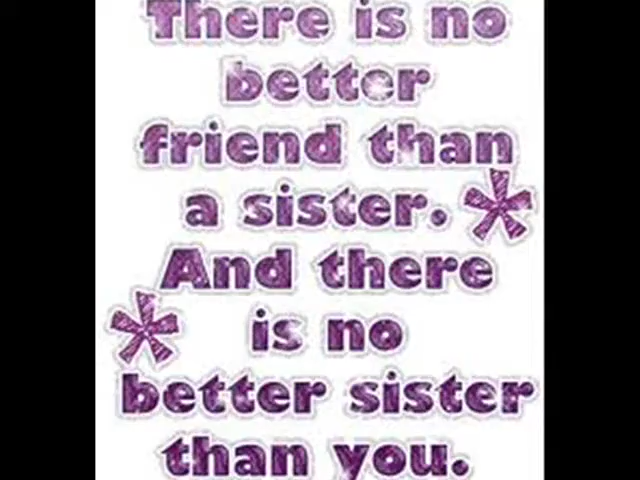 There is no
better
friend than
a sister.
And there
is no
better sister
than you.